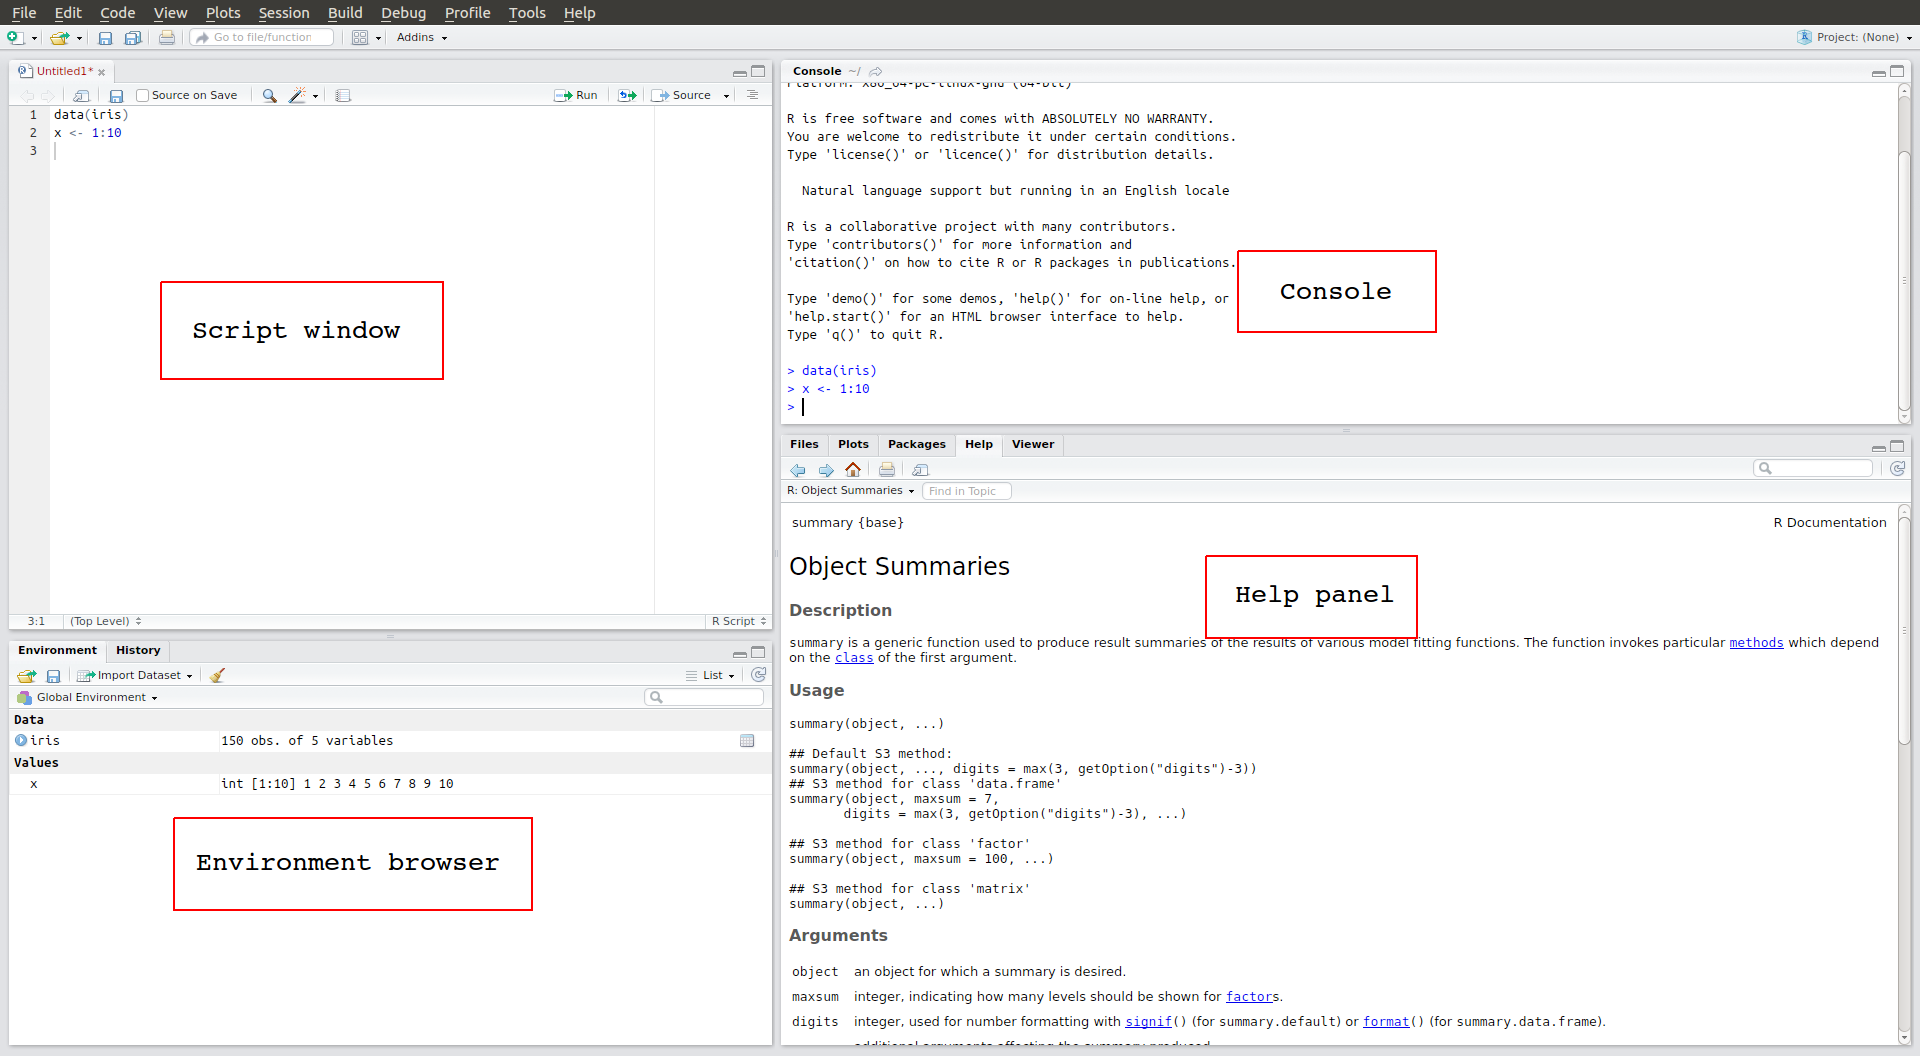 File Edit Code View Plots Session Build Debug Profile Tools Help
Go to file/function Addins Project: (None)
Untitled1*
Source on Save Run Source
1 data(iris)
2 x <- 1:10
3
Script window
3:1 (Top Level) R Script
Environment History
Import Dataset List
Global Environment
Data
iris 150 obs. of 5 variables
Values
x int [1:10] 1 2 3 4 5 6 7 8 9 10
Environment browser
Console ~/
Platform: x86_64-pc-linux-gnu (64-bit)
R is free software and comes with ABSOLUTELY NO WARRANTY.
You are welcome to redistribute it under certain conditions.
Type 'license()' or 'licence()' for distribution details.
Natural language support but running in an English locale
R is a collaborative project with many contributors.
Type 'contributors()' for more information and
'citation()' on how to cite R or R packages in publications.
Type 'demo()' for some demos, 'help()' for on-line help, or
'help.start()' for an HTML browser interface to help.
Type 'q()' to quit R.
> data(iris)
> x <- 1:10
>
Console
Files Plots Packages Help Viewer
R: Object Summaries Find in Topic
summary {base} R Documentation
Object Summaries
Help panel
Description
summary is a generic function used to produce result summaries of the results of various model fitting functions. The function invokes particular methods which depend
on the class of the first argument.
Usage
summary(object, ...)
## Default S3 method:
summary(object, ..., digits = max(3, getOption("digits")-3))
## S3 method for class 'data.frame'
summary(object, maxsum = 7,
digits = max(3, getOption("digits")-3), ...)
## S3 method for class 'factor'
summary(object, maxsum = 100, ...)
## S3 method for class 'matrix'
summary(object, ...)
Arguments
object an object for which a summary is desired.
maxsum integer, indicating how many levels should be shown for factors.
digits integer, used for number formatting with signif() (for summary.default) or format() (for summary.data.frame).
additional arguments affecting the summary produced.